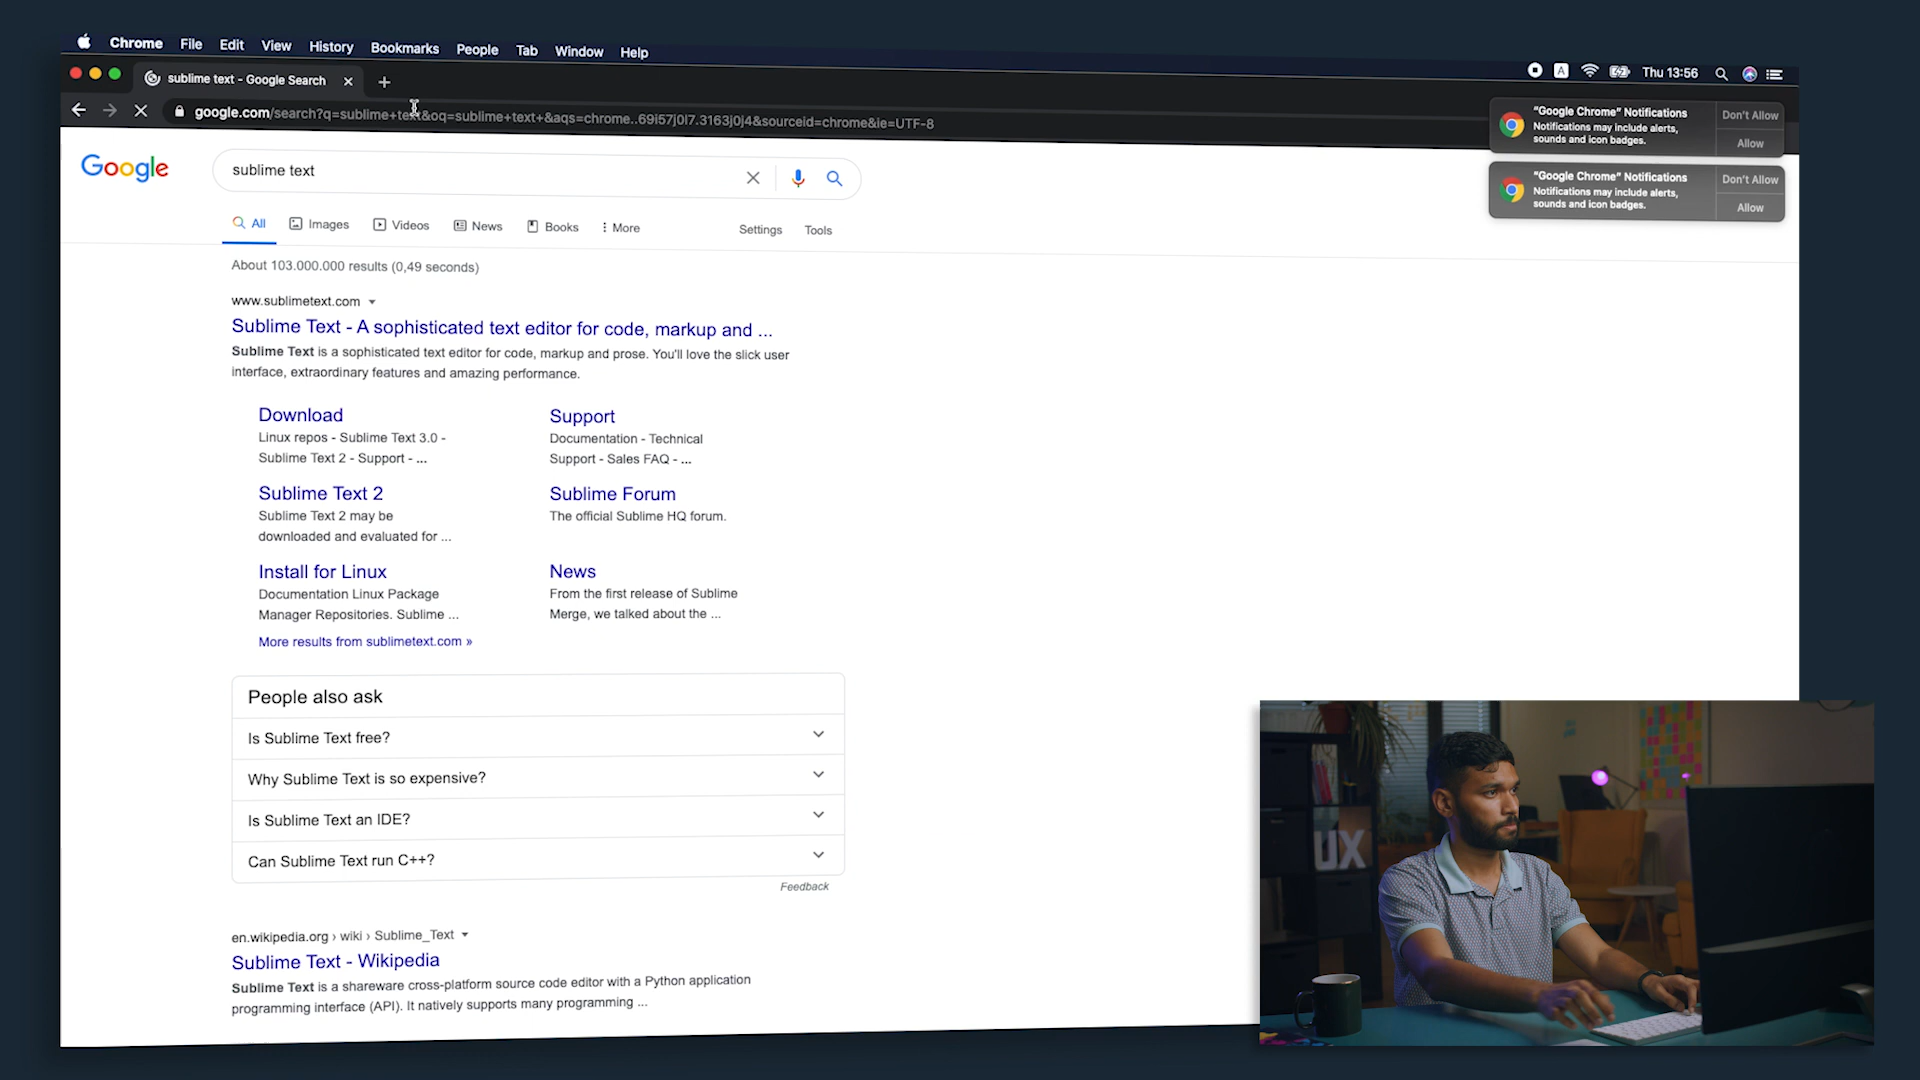 Chrome File Edit View History Bookmarks People Tab Window Help
A Thu 13:56
sublime text - Google Search
google.com/search?q=sublime+text&oq=sublime+text+&aqs=chrome..69i57j0l7.3163j0j4&sourceid=chrome&ie=UTF-8
"Google Chrome" Notifications
Notifications may include alerts,
sounds and icon badges.
Don't Allow
Allow
"Google Chrome" Notifications
Notifications may include alerts,
sounds and icon badges.
Don't Allow
Allow
Google
sublime text
All Images Videos News Books More Settings Tools
About 103.000.000 results (0,49 seconds)
www.sublimetext.com
Sublime Text - A sophisticated text editor for code, markup and ...
Sublime Text is a sophisticated text editor for code, markup and prose. You'll love the slick user
interface, extraordinary features and amazing performance.
Download
Linux repos - Sublime Text 3.0 -
Sublime Text 2 - Support - ...
Support
Documentation - Technical
Support - Sales FAQ - ...
Sublime Text 2
Sublime Text 2 may be
downloaded and evaluated for ...
Sublime Forum
The official Sublime HQ forum.
Install for Linux
Documentation Linux Package
Manager Repositories. Sublime ...
News
From the first release of Sublime
Merge, we talked about the ...
More results from sublimetext.com »
People also ask
Is Sublime Text free?
Why Sublime Text is so expensive?
Is Sublime Text an IDE?
Can Sublime Text run C++?
Feedback
en.wikipedia.org › wiki › Sublime_Text
Sublime Text - Wikipedia
Sublime Text is a shareware cross-platform source code editor with a Python application
programming interface (API). It natively supports many programming ...
UX